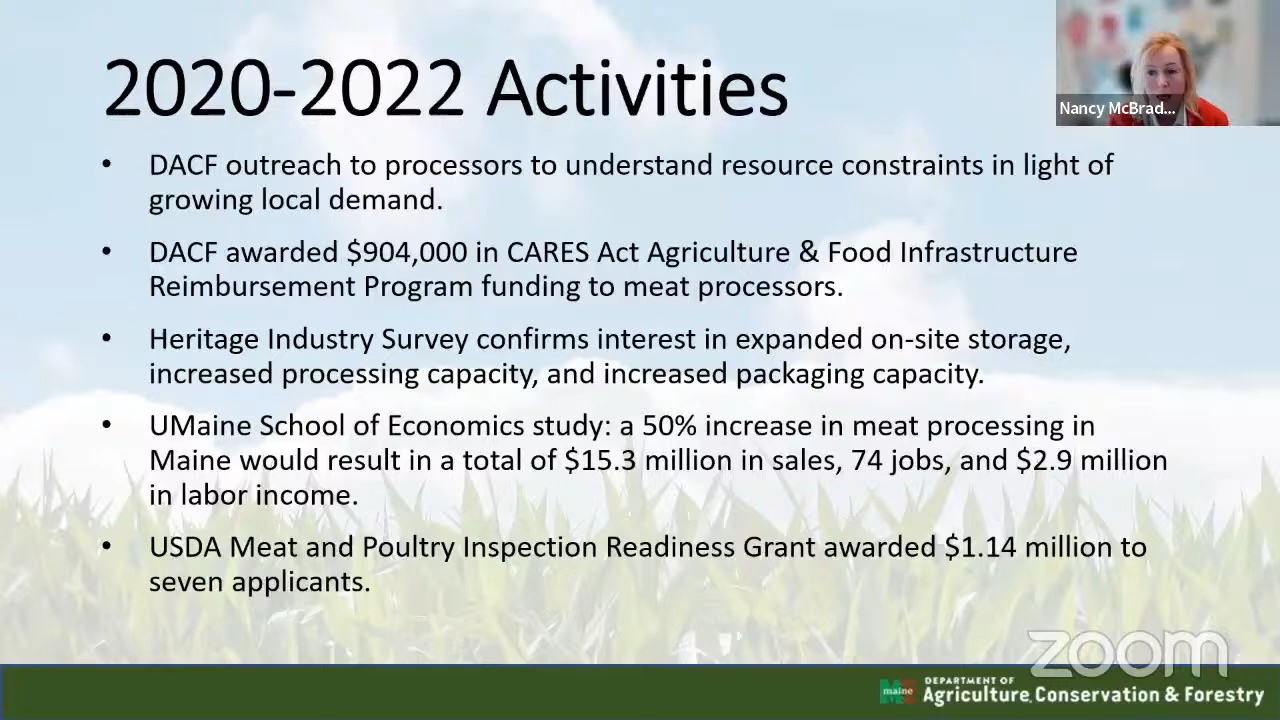 2020-2022 Activities
Nancy McBrad...
• DACF outreach to processors to understand resource constraints in light of
growing local demand.
• DACF awarded $904,000 in CARES Act Agriculture & Food Infrastructure
Reimbursement Program funding to meat processors.
• Heritage Industry Survey confirms interest in expanded on-site storage,
increased processing capacity, and increased packaging capacity.
• UMaine School of Economics study: a 50% increase in meat processing in
Maine would result in a total of $15.3 million in sales, 74 jobs, and $2.9 million
in labor income.
• USDA Meat and Poultry Inspection Readiness Grant awarded $1.14 million to
seven applicants.
zoom
maine
DEPARTMENT OF
Agriculture, Conservation & Forestry